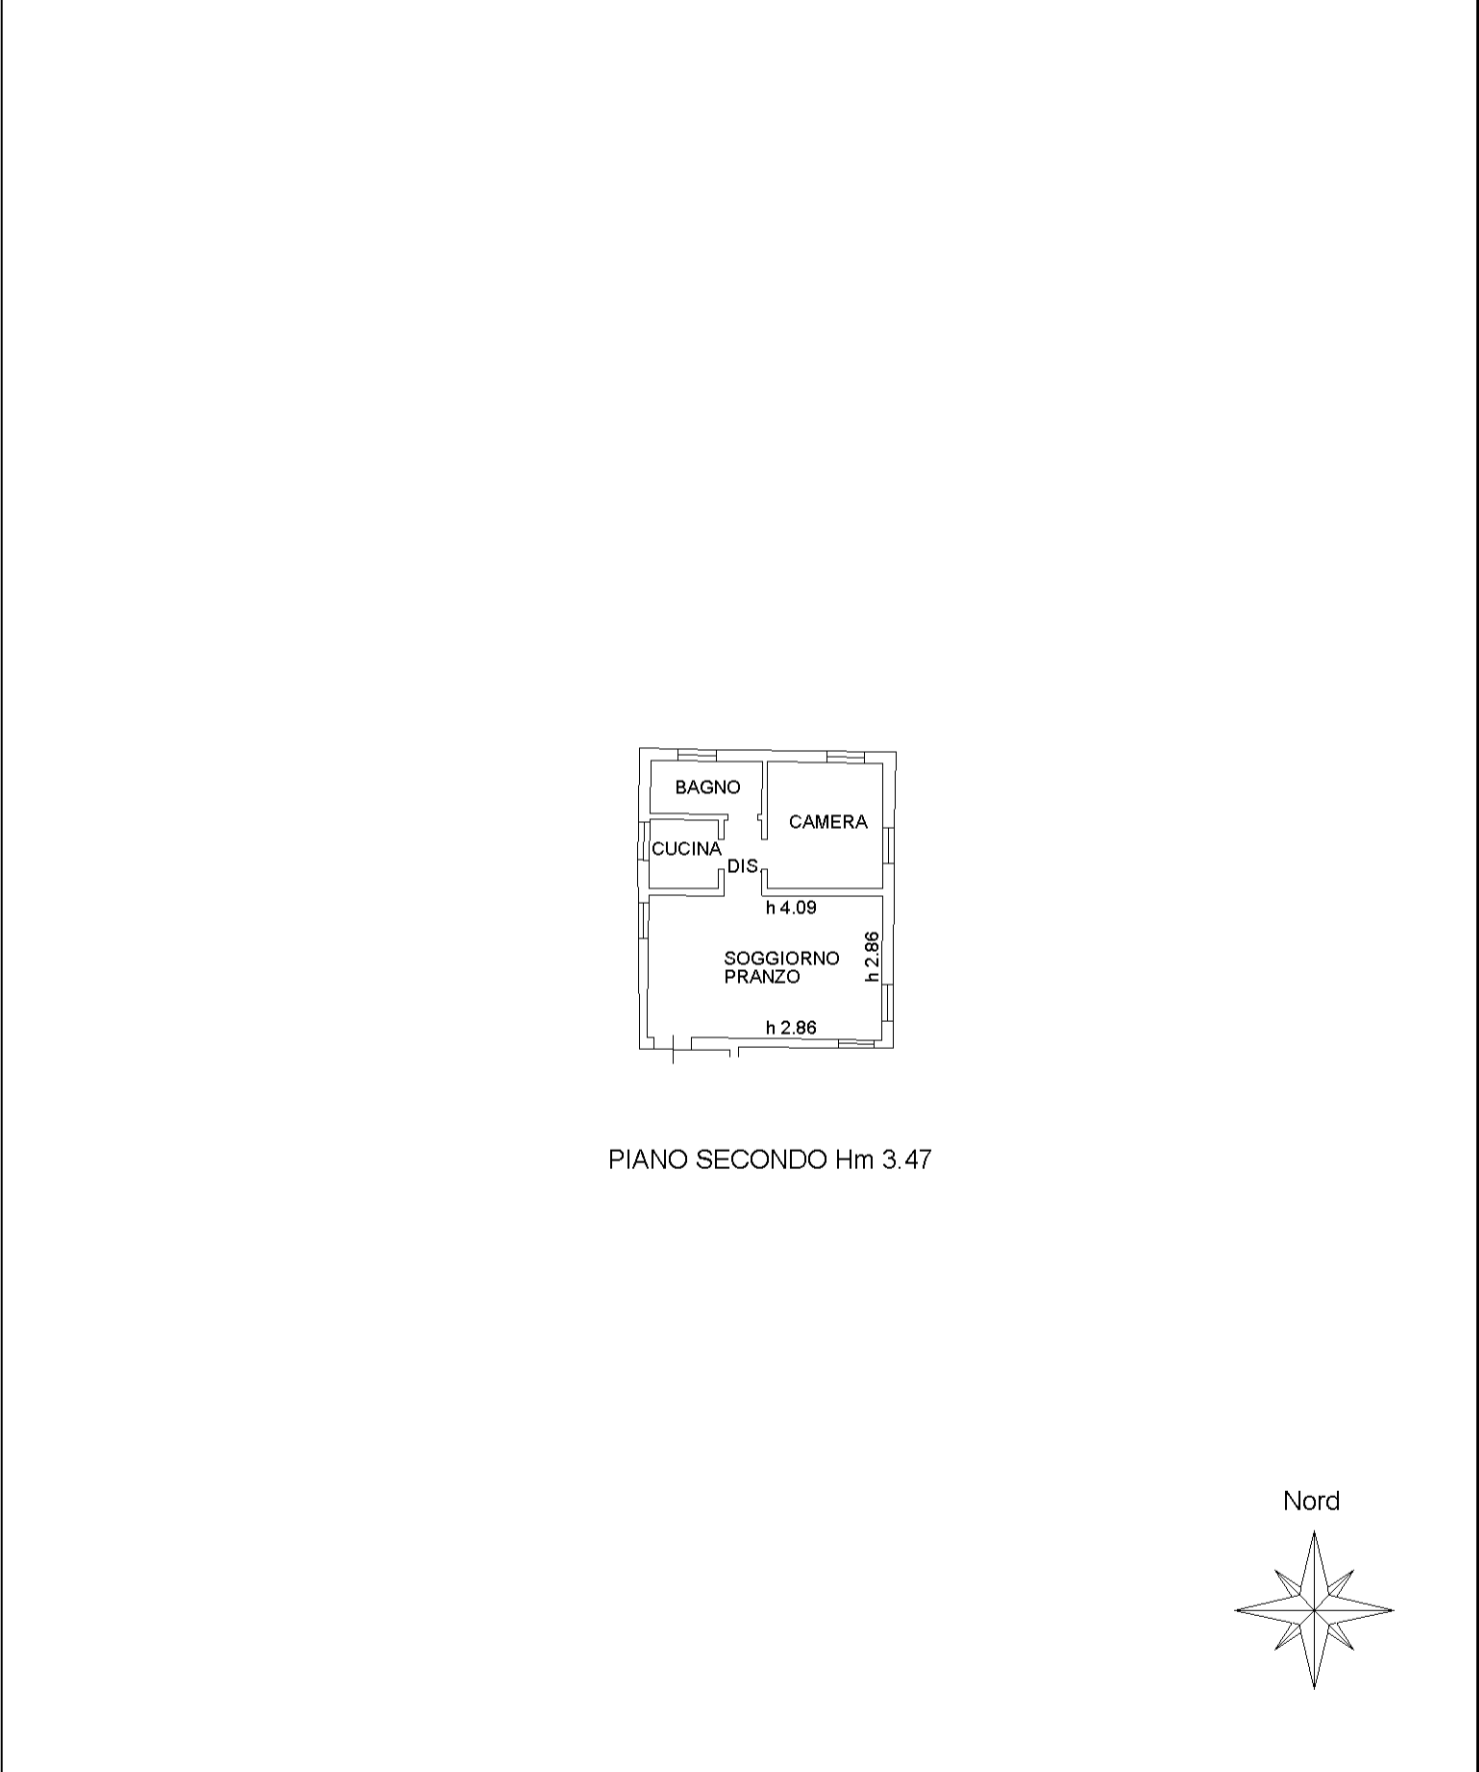 BAGNO
CAMERA
CUCINA
DIS.
h 4.09
h 2.86
SOGGIORNO
PRANZO
h 2.86
PIANO SECONDO Hm 3.47
Nord